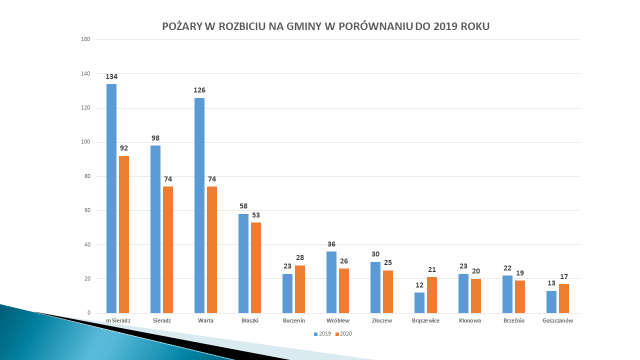 POŻARY W ROZBICIU NA GMINY W PORÓWNANIU DO 2019 ROKU
160
140
120
100
80
60
40
20
0
134
92
98
74
126
74
58
53
23
28
36
26
30
25
12
21
23
20
22
19
13
17
m Sieradz
Sieradz
Warta
Błaszki
Burzenin
Wróblew
Złoczew
Brąszewice
Klonowa
Brzeźnio
Goszczanów
2019
2020